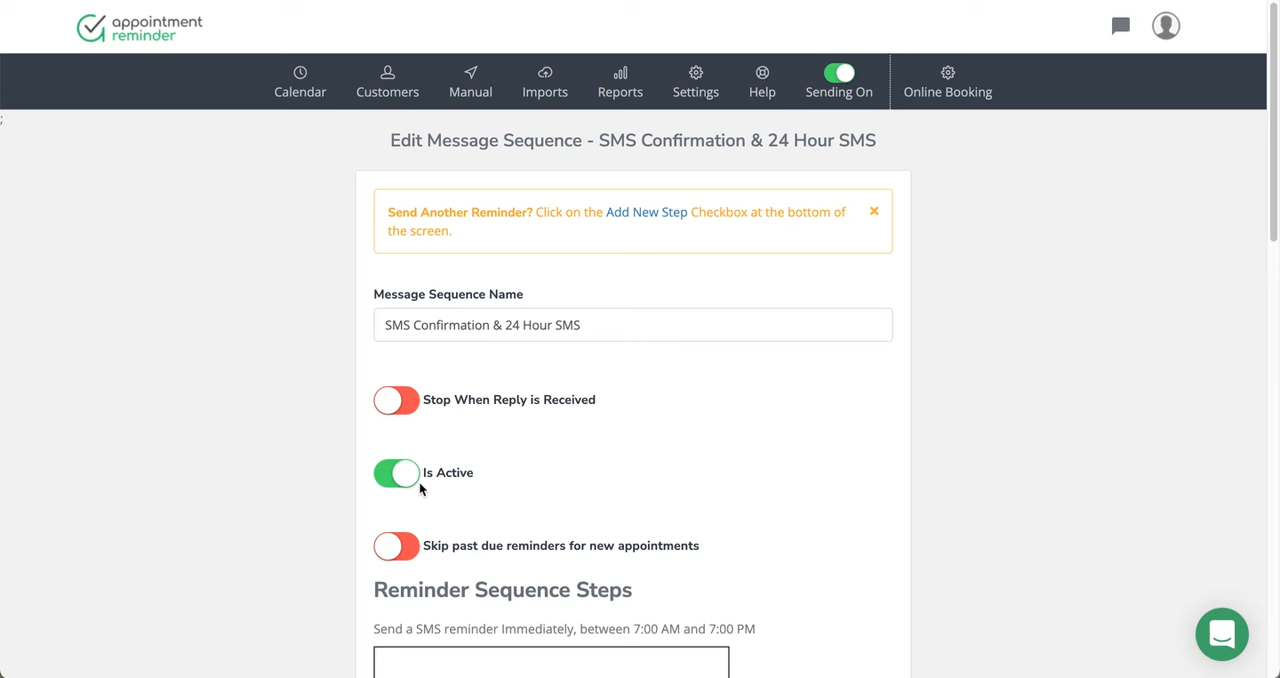 appointment
reminder
Calendar
Customers
Manual
Imports
Reports
Settings
Help
Sending On
Online Booking
;
Edit Message Sequence - SMS Confirmation & 24 Hour SMS
Send Another Reminder? Click on the Add New Step Checkbox at the bottom of
the screen.
×
Message Sequence Name
SMS Confirmation & 24 Hour SMS
Stop When Reply is Received
Is Active
Skip past due reminders for new appointments
Reminder Sequence Steps
Send a SMS reminder Immediately, between 7:00 AM and 7:00 PM